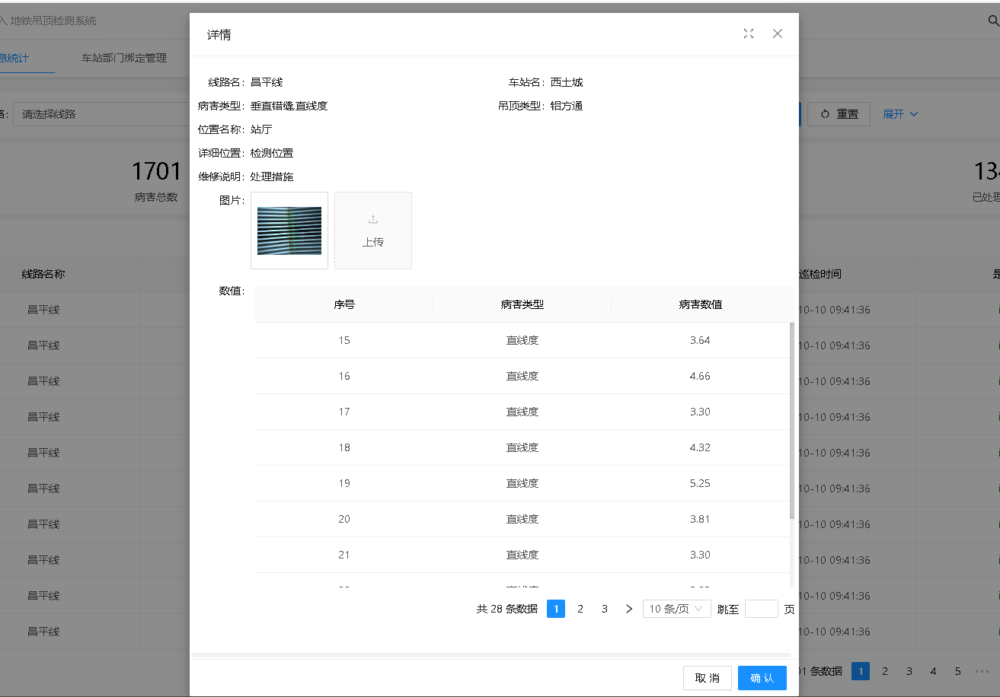 入 地铁吊顶检测系统
息统计 车站部门绑定管理
详情
线路名： 昌平线 车站名： 西土城
病害类型： 垂直错缝,直线度 吊顶类型： 铝方通
请选择线路 重置 展开
位置名称： 站厅
详细位置： 检测位置
1701
维修说明： 处理措施
病害总数
图片：
上传
线路名称 巡检时间
数值：
序号 病害类型 病害数值
昌平线 10-10 09:41:36
15 直线度 3.64
昌平线 10-10 09:41:36
16 直线度 4.66
昌平线 10-10 09:41:36
17 直线度 3.30
昌平线 10-10 09:41:36
18 直线度 4.32
昌平线 10-10 09:41:36
19 直线度 5.25
昌平线 10-10 09:41:36
20 直线度 3.81
昌平线 10-10 09:41:36
21 直线度 3.30
昌平线 10-10 09:41:36
昌平线 10-10 09:41:36
共 28 条数据 1 2 3 10 条/页 跳至 页
昌平线 10-10 09:41:36
01 条数据 1 2 3 4 5 •••
取 消 确 认